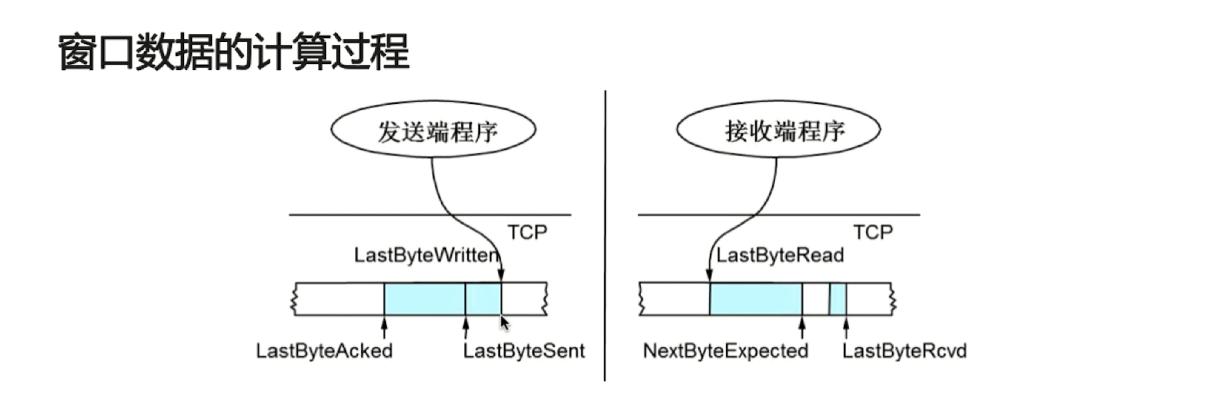 窗口数据的计算过程
发送端程序
TCP
LastByteWritten
LastByteAcked
LastByteSent
接收端程序
TCP
LastByteRead
NextByteExpected
LastByteRcvd